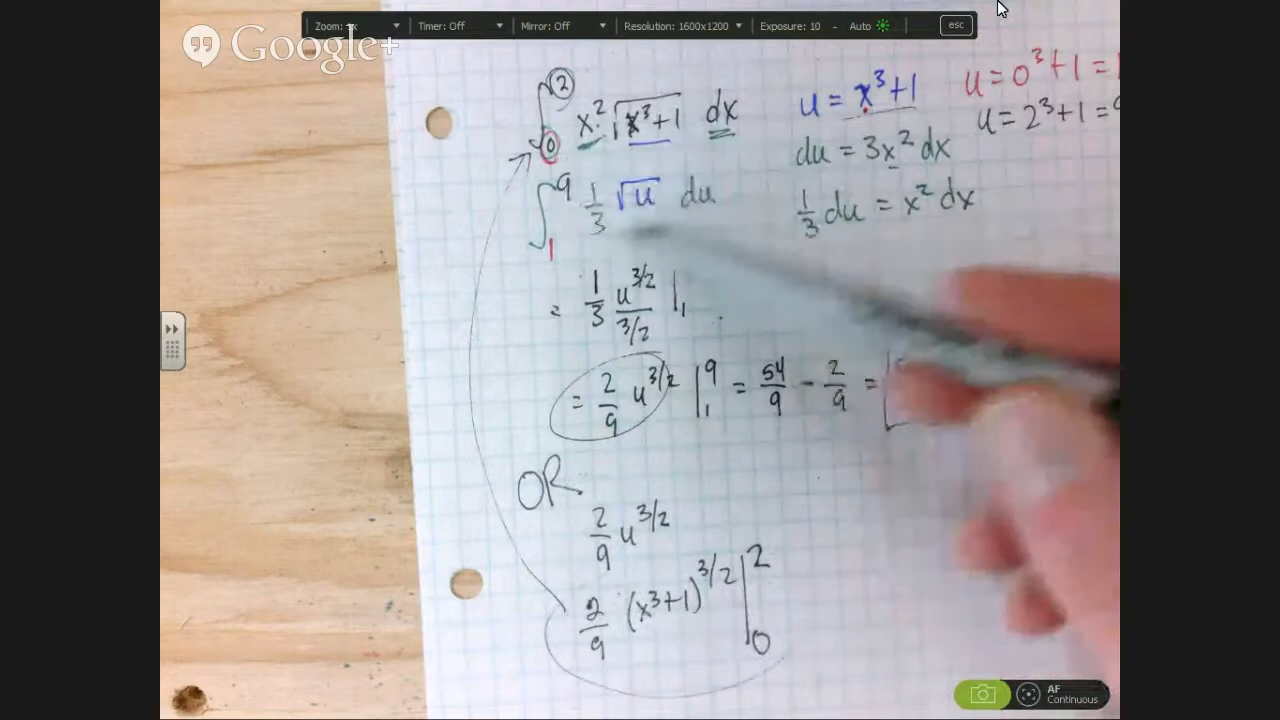 Zoom: 1x Timer: Off Mirror: Off Resolution: 1600x1200 Exposure: 10 - Auto esc
Google+
∫₀² x² √(x³+1) dx
u = x³+1
u = 0³+1 = 1
u = 2³+1 = 9
du = 3x² dx
∫₁⁹ 1/3 √u du
1/3 du = x² dx
= 1/3 u^(3/2)/(3/2) |₁
= 2/9 u^(3/2) |₁⁹ = 54/9 - 2/9 =
OR
2/9 u^(3/2)
2/9 (x³+1)^(3/2) |₀²
AF
Continuous